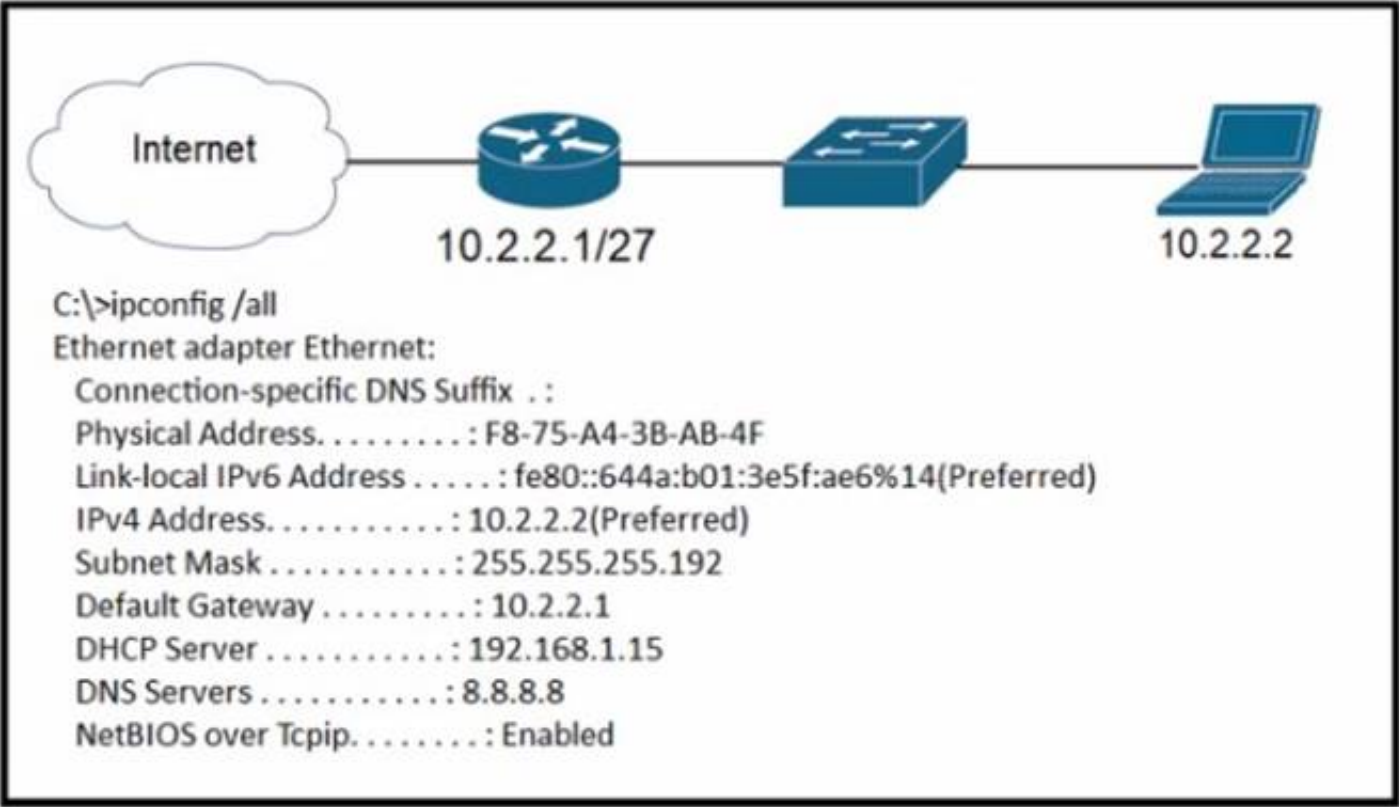 Internet
10.2.2.1/27
10.2.2.2
C:\>ipconfig /all
Ethernet adapter Ethernet:
Connection-specific DNS Suffix . :
Physical Address. . . . . . . . . : F8-75-A4-3B-AB-4F
Link-local IPv6 Address . . . . . : fe80::644a:b01:3e5f:ae6%14(Preferred)
IPv4 Address. . . . . . . . . . . : 10.2.2.2(Preferred)
Subnet Mask . . . . . . . . . . . : 255.255.255.192
Default Gateway . . . . . . . . . : 10.2.2.1
DHCP Server . . . . . . . . . . . : 192.168.1.15
DNS Servers . . . . . . . . . . . : 8.8.8.8
NetBIOS over Tcpip. . . . . . . . : Enabled